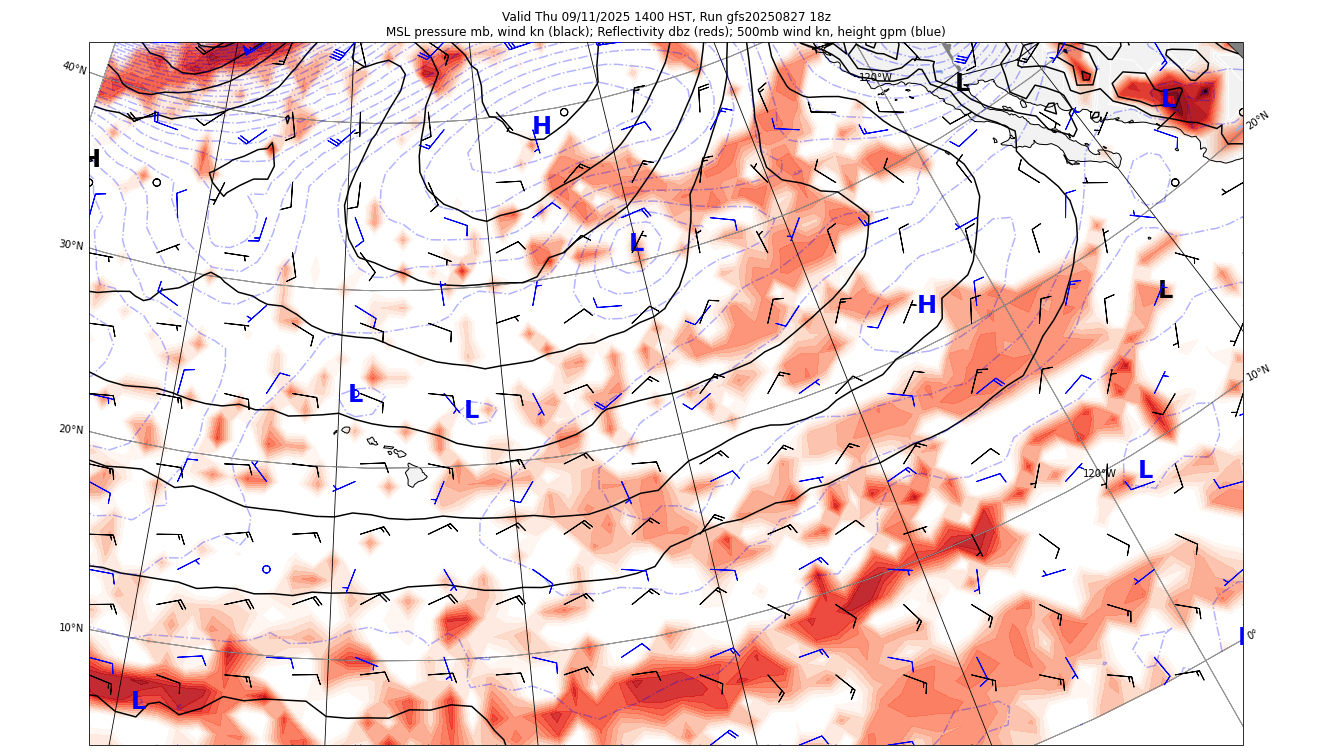 Valid Thu 09/11/2025 1400 HST, Run gfs20250827 18z
MSL pressure mb, wind kn (black); Reflectivity dbz (reds); 500mb wind kn, height gpm (blue)
40°N
120°W
L
L
20°N
H
H
30°N
L
L
H
10°N
L
L
20°N
120°W
L
10°N
0°
L